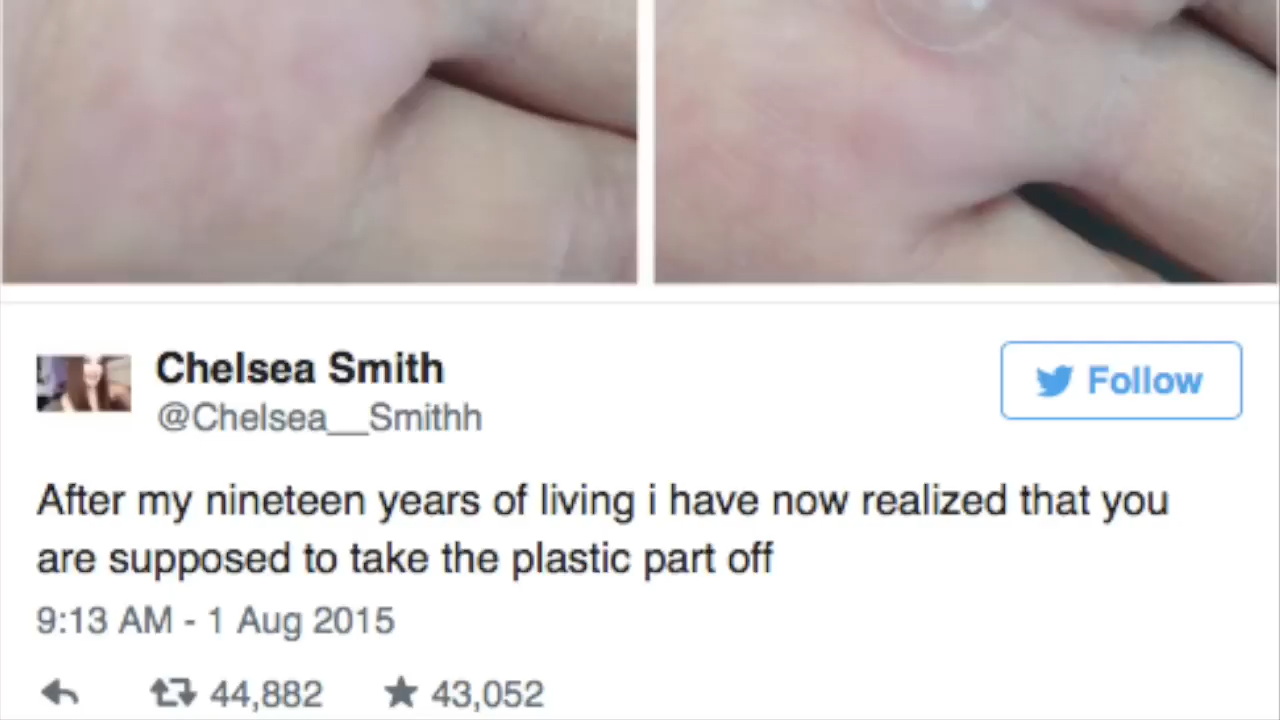 Chelsea Smith
@Chelsea__Smithh
Follow
After my nineteen years of living i have now realized that you
are supposed to take the plastic part off
9:13 AM - 1 Aug 2015
44,882 43,052